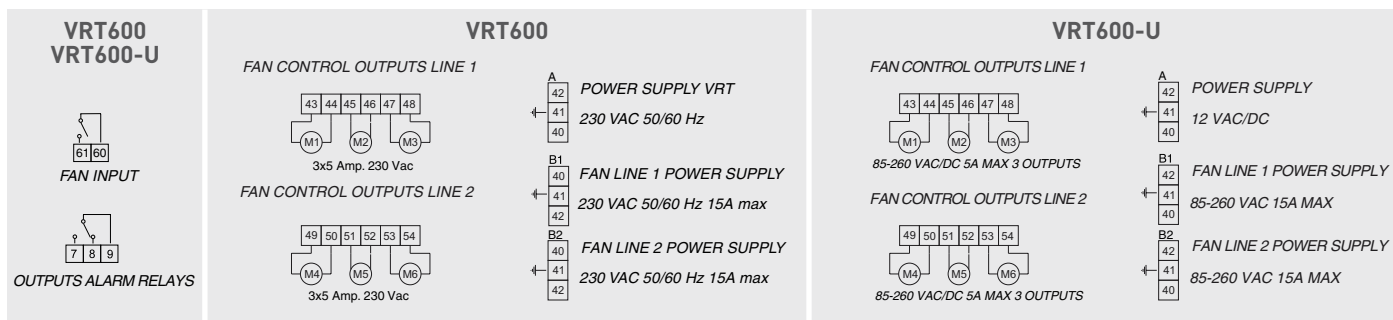 VRT600
VRT600-U
61 60
FAN INPUT
7 8 9
OUTPUTS ALARM RELAYS
VRT600
FAN CONTROL OUTPUTS LINE 1
43 44 45 46 47 48
M1 M2 M3
3x5 Amp. 230 Vac
FAN CONTROL OUTPUTS LINE 2
49 50 51 52 53 54
M4 M5 M6
3x5 Amp. 230 Vac
A
42 POWER SUPPLY VRT
41
40 230 VAC 50/60 Hz
B1
40 FAN LINE 1 POWER SUPPLY
41
42 230 VAC 50/60 Hz 15A max
B2
40 FAN LINE 2 POWER SUPPLY
41
42 230 VAC 50/60 Hz 15A max
VRT600-U
FAN CONTROL OUTPUTS LINE1
43 44 45 46 47 48
M1 M2 M3
85-260 VAC/DC 5A MAX 3 OUTPUTS
FAN CONTROL OUTPUTS LINE2
49 50 51 52 53 54
M4 M5 M6
85-260 VAC/DC 5A MAX 3 OUTPUTS
A
42 POWER SUPPLY
41
40 12 VAC/DC
B1
42 FAN LINE 1 POWER SUPPLY
41
40 85-260 VAC 15A MAX
B2
42 FAN LINE 2 POWER SUPPLY
41
40 85-260 VAC 15A MAX